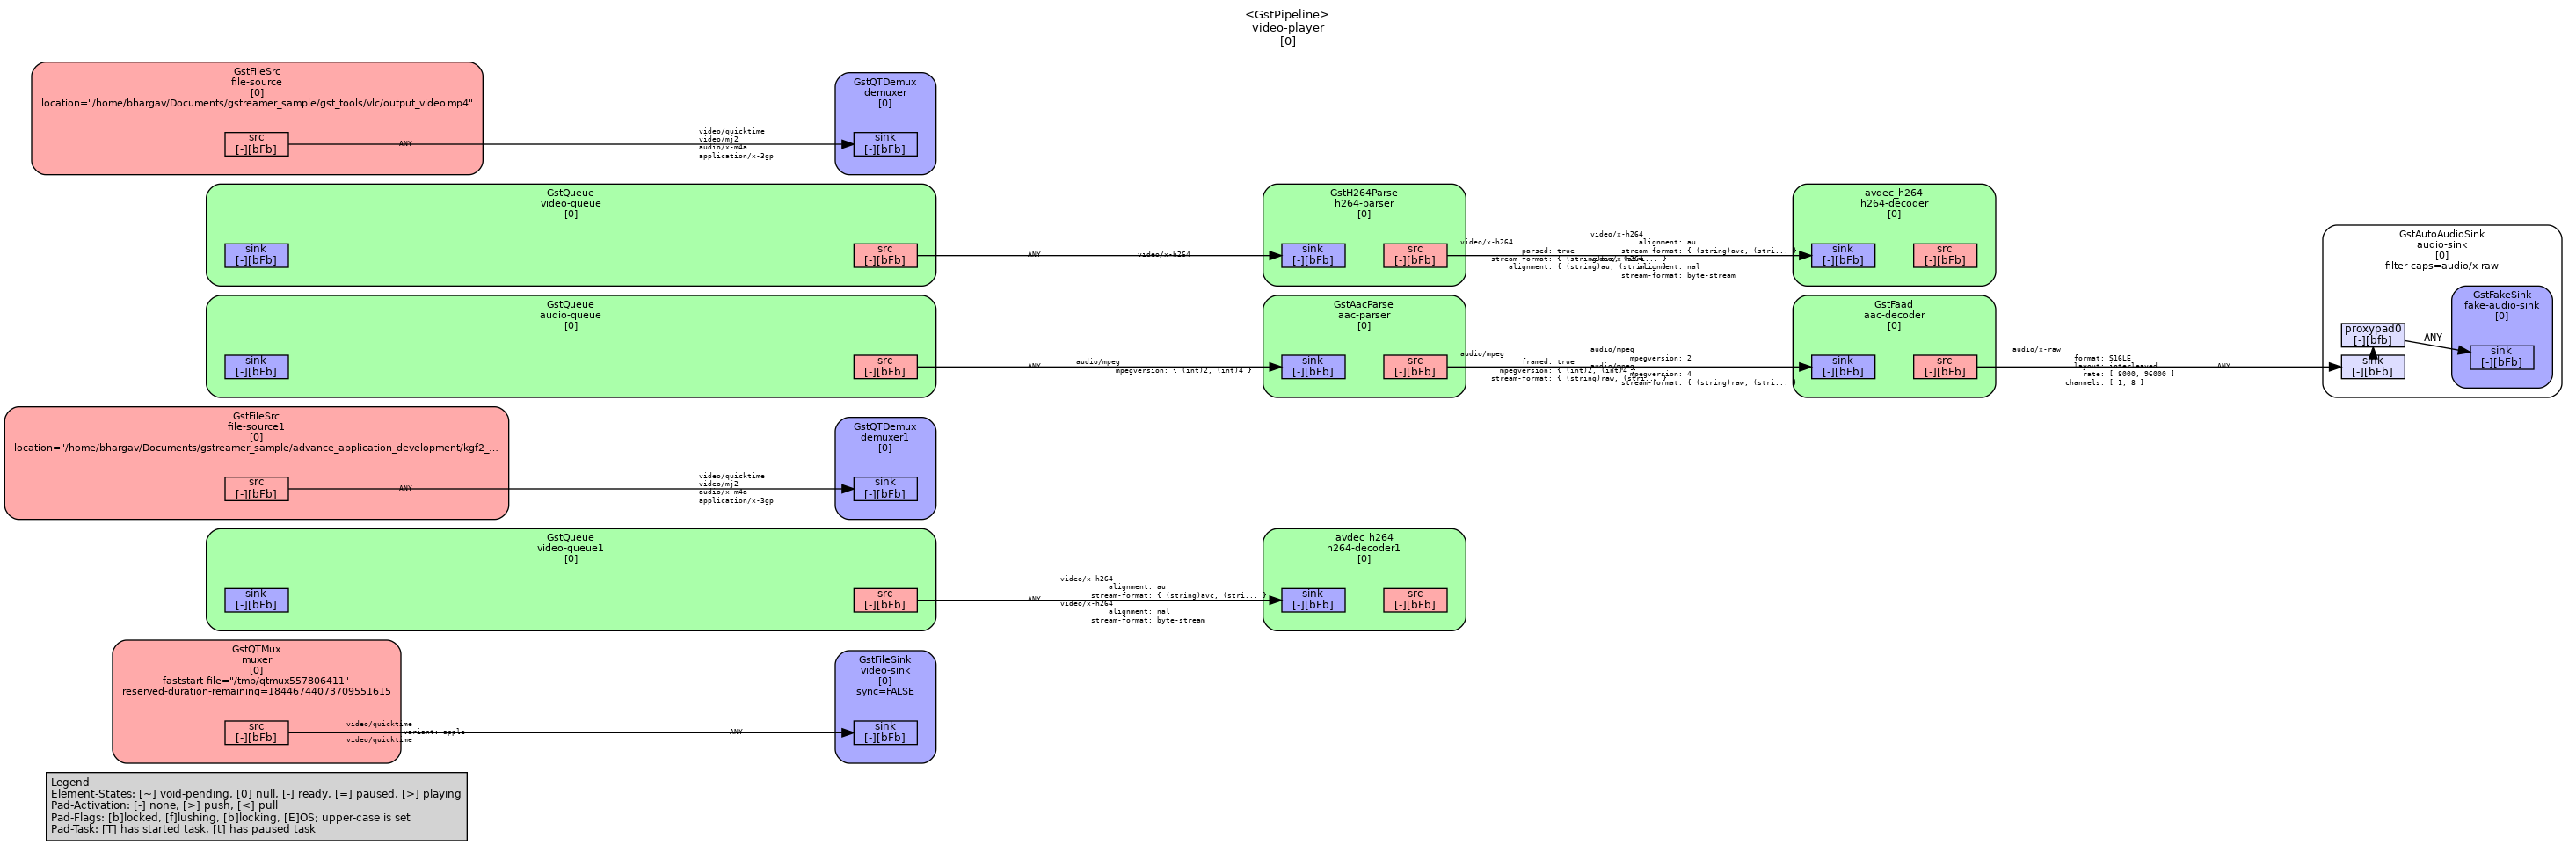 <GstPipeline>
video-player
[0]
GstFileSrc
file-source
[0]
location="/home/bhargav/Documents/gstreamer_sample/gst_tools/vlc/output_video.mp4"
src
[-][bFb]
ANY
video/quicktime
video/mj2
audio/x-m4a
application/x-3gp
GstQTDemux
demuxer
[0]
sink
[-][bFb]
GstQueue
video-queue
[0]
sink
[-][bFb]
src
[-][bFb]
ANY
video/x-h264
GstH264Parse
h264-parser
[0]
sink
[-][bFb]
src
[-][bFb]
video/x-h264
parsed: true
stream-format: { (string)avc, (stri... }
alignment: { (string)au, (string...
video/x-h264
alignment: au
stream-format: { (string)avc, (stri... }
video/x-h264
alignment: nal
stream-format: byte-stream
avdec_h264
h264-decoder
[0]
sink
[-][bFb]
src
[-][bFb]
GstQueue
audio-queue
[0]
sink
[-][bFb]
src
[-][bFb]
ANY
audio/mpeg
mpegversion: { (int)2, (int)4 }
GstAacParse
aac-parser
[0]
sink
[-][bFb]
src
[-][bFb]
audio/mpeg
framed: true
mpegversion: { (int)2, (int)4 }
stream-format: { (string)raw, (stri... }
audio/mpeg
mpegversion: 2
audio/mpeg
mpegversion: 4
stream-format: { (string)raw, (stri... }
GstFaad
aac-decoder
[0]
sink
[-][bFb]
src
[-][bFb]
audio/x-raw
format: S16LE
layout: interleaved
rate: [ 8000, 96000 ]
channels: [ 1, 8 ]
ANY
GstAutoAudioSink
audio-sink
[0]
filter-caps=audio/x-raw
proxypad0
[-][bfb]
sink
[-][bFb]
ANY
GstFakeSink
fake-audio-sink
[0]
sink
[-][bFb]
GstFileSrc
file-source1
[0]
location="/home/bhargav/Documents/gstreamer_sample/advance_application_development/kgf2_...
src
[-][bFb]
ANY
video/quicktime
video/mj2
audio/x-m4a
application/x-3gp
GstQTDemux
demuxer1
[0]
sink
[-][bFb]
GstQueue
video-queue1
[0]
sink
[-][bFb]
src
[-][bFb]
ANY
video/x-h264
alignment: au
stream-format: { (string)avc, (stri... }
video/x-h264
alignment: nal
stream-format: byte-stream
avdec_h264
h264-decoder1
[0]
sink
[-][bFb]
src
[-][bFb]
GstQTMux
muxer
[0]
faststart-file="/tmp/qtmux557806411"
reserved-duration-remaining=18446744073709551615
src
[-][bFb]
video/quicktime
variant: apple
video/quicktime
ANY
GstFileSink
video-sink
[0]
sync=FALSE
sink
[-][bFb]
Legend
Element-States: [~] void-pending, [0] null, [-] ready, [=] paused, [>] playing
Pad-Activation: [-] none, [>] push, [<] pull
Pad-Flags: [b]locked, [f]lushing, [b]locking, [E]OS; upper-case is set
Pad-Task: [T] has started task, [t] has paused task